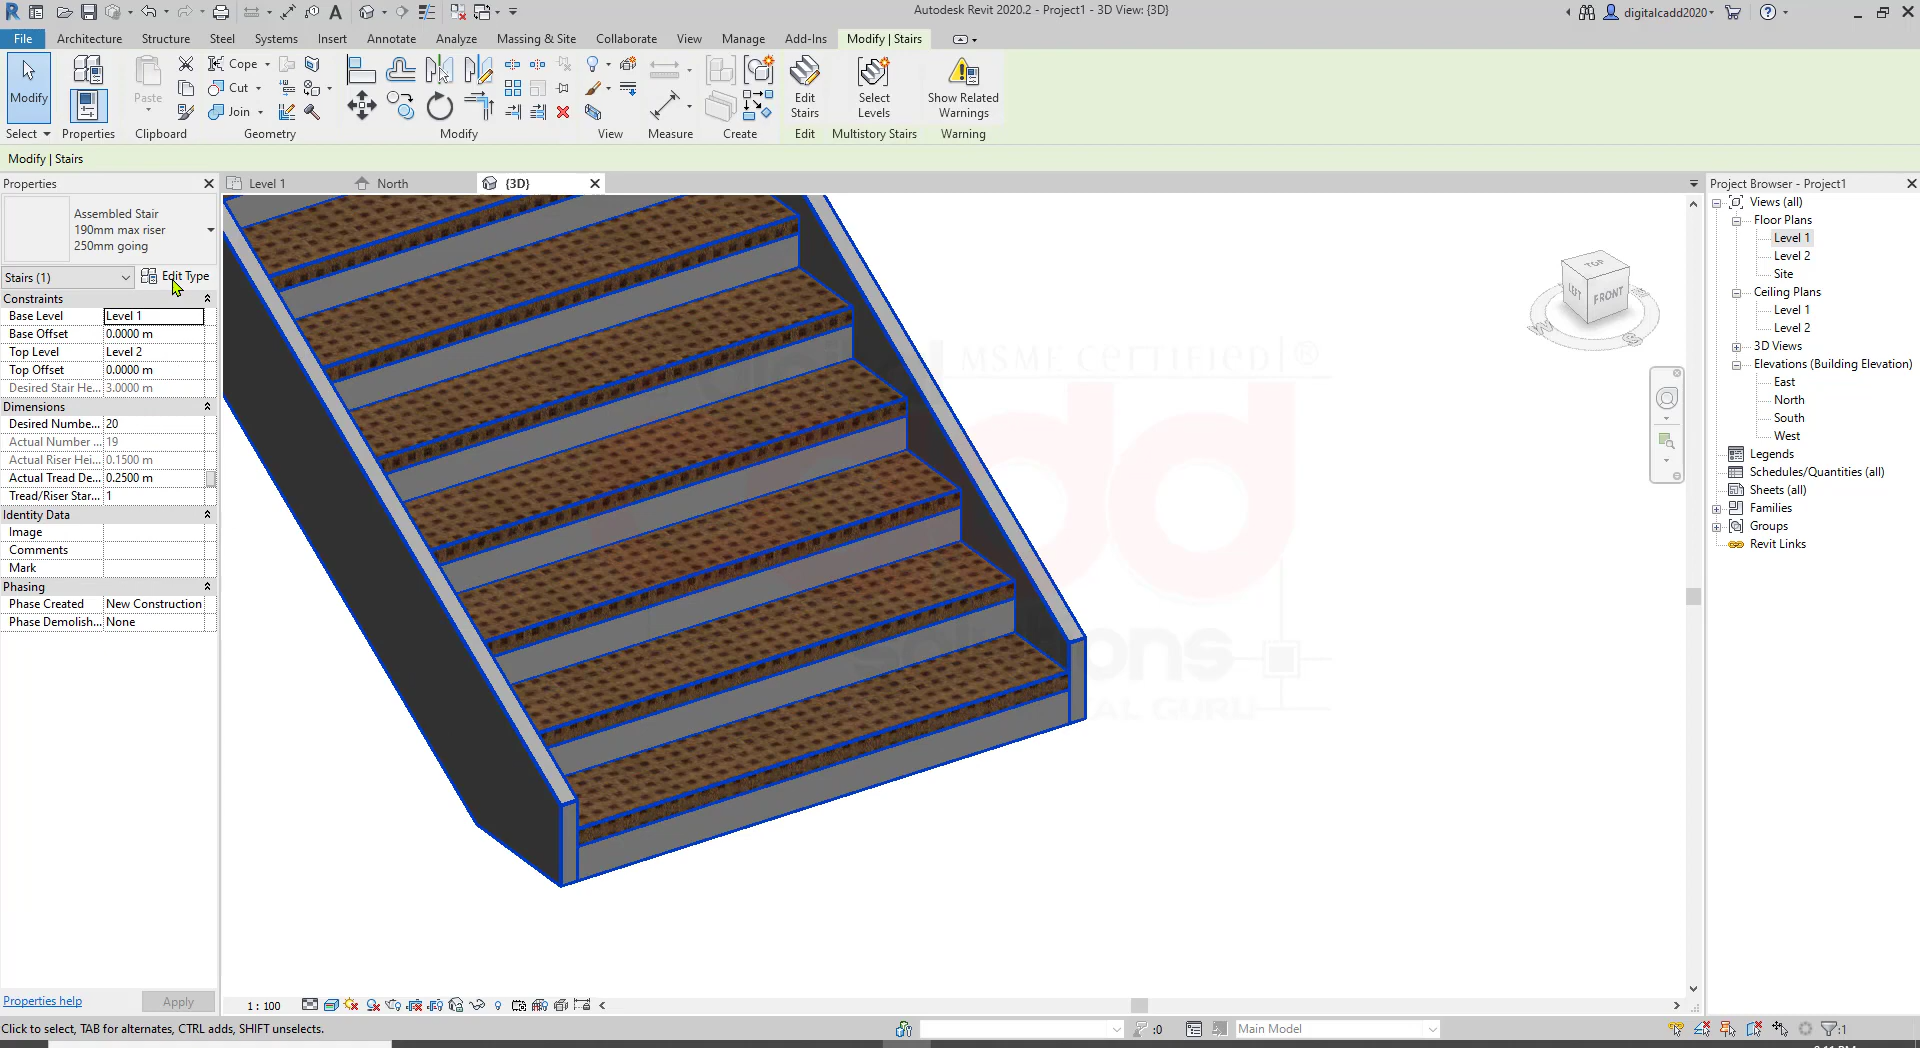 Autodesk Revit 2020.2 - Project1 - 3D View: {3D}
digitalcadd2020
File Architecture Structure Steel Systems Insert Annotate Analyze Massing & Site Collaborate View Manage Add-Ins Modify | Stairs
Modify
Paste
Cope
Cut
Join
Edit Stairs
Select Levels
Show Related Warnings
Select Properties Clipboard Geometry Modify View Measure Create Edit Multistory Stairs Warning
Modify | Stairs
Properties
Level 1
North
{3D}
Assembled Stair
190mm max riser
250mm going
Stairs (1) Edit Type
Constraints
Base Level Level 1
Base Offset 0.0000 m
Top Level Level 2
Top Offset 0.0000 m
Desired Stair He... 3.0000 m
Dimensions
Desired Numbe... 20
Actual Number ... 19
Actual Riser Hei... 0.1500 m
Actual Tread De... 0.2500 m
Tread/Riser Star... 1
Identity Data
Image
Comments
Mark
Phasing
Phase Created New Construction
Phase Demolish... None
Properties help Apply
MSME CERTIFIED ®
TOP
LEFT FRONT
W S
Project Browser - Project1
Views (all)
Floor Plans
Level 1
Level 2
Site
Ceiling Plans
Level 1
Level 2
3D Views
Elevations (Building Elevation)
East
North
South
West
Legends
Schedules/Quantities (all)
Sheets (all)
Families
Groups
Revit Links
1 : 100
Click to select, TAB for alternates, CTRL adds, SHIFT unselects.
:0
Main Model
:1